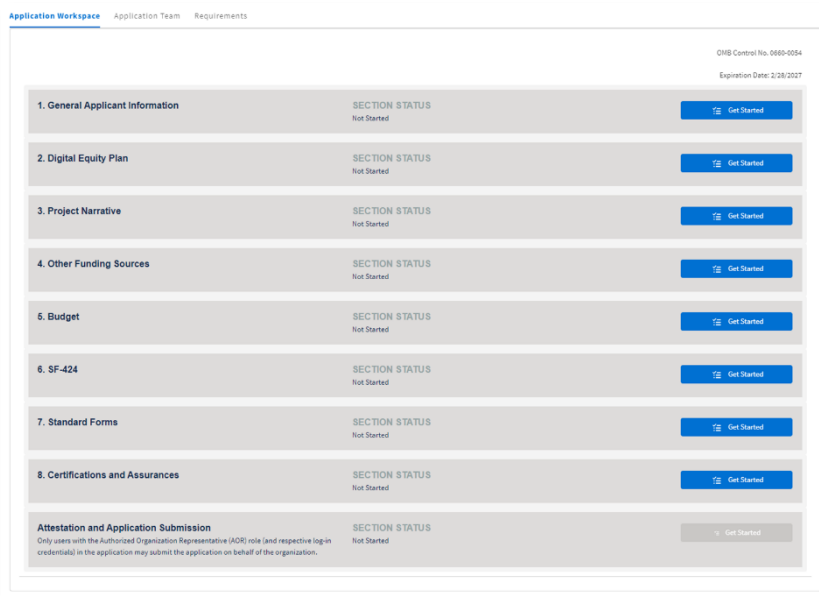 Application Workspace Application Team Requirements
OMB Control No. 0660-0054
Expiration Date: 2/28/2027
1. General Applicant Information SECTION STATUS
Not Started Get Started
2. Digital Equity Plan SECTION STATUS
Not Started Get Started
3. Project Narrative SECTION STATUS
Not Started Get Started
4. Other Funding Sources SECTION STATUS
Not Started Get Started
5. Budget SECTION STATUS
Not Started Get Started
6. SF-424 SECTION STATUS
Not Started Get Started
7. Standard Forms SECTION STATUS
Not Started Get Started
8. Certifications and Assurances SECTION STATUS
Not Started Get Started
Attestation and Application Submission SECTION STATUS
Only users with the Authorized Organization Representative (AOR) role (and respective log-in Not Started Get Started
credentials) in the application may submit the application on behalf of the organization.